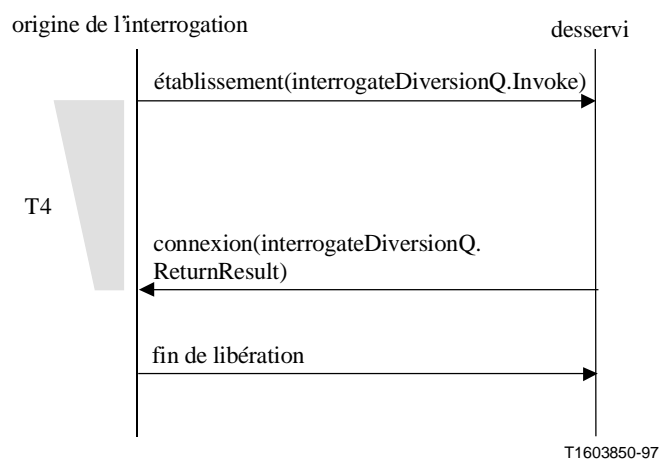 origine de l'interrogation
desservi
établissement(interrogateDiversionQ.Invoke)
T4
connexion(interrogateDiversionQ.
ReturnResult)
fin de libération
T1603850-97